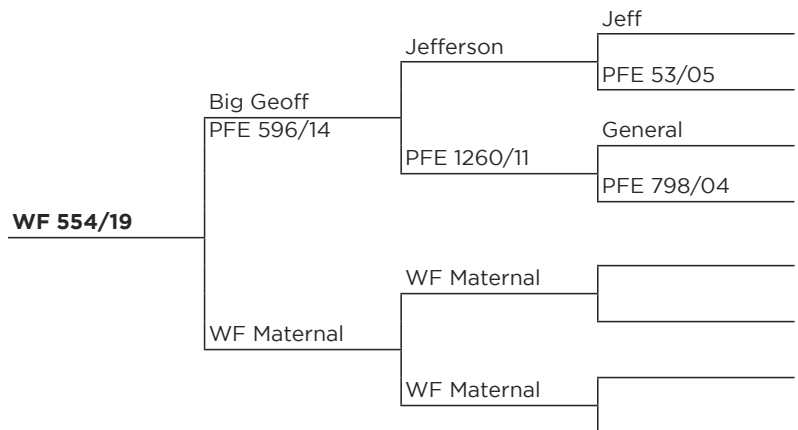 Jeff
Jefferson
PFE 53/05
Big Geoff
PFE 596/14
General
PFE 1260/11
PFE 798/04
WF 554/19
WF Maternal
WF Maternal
WF Maternal